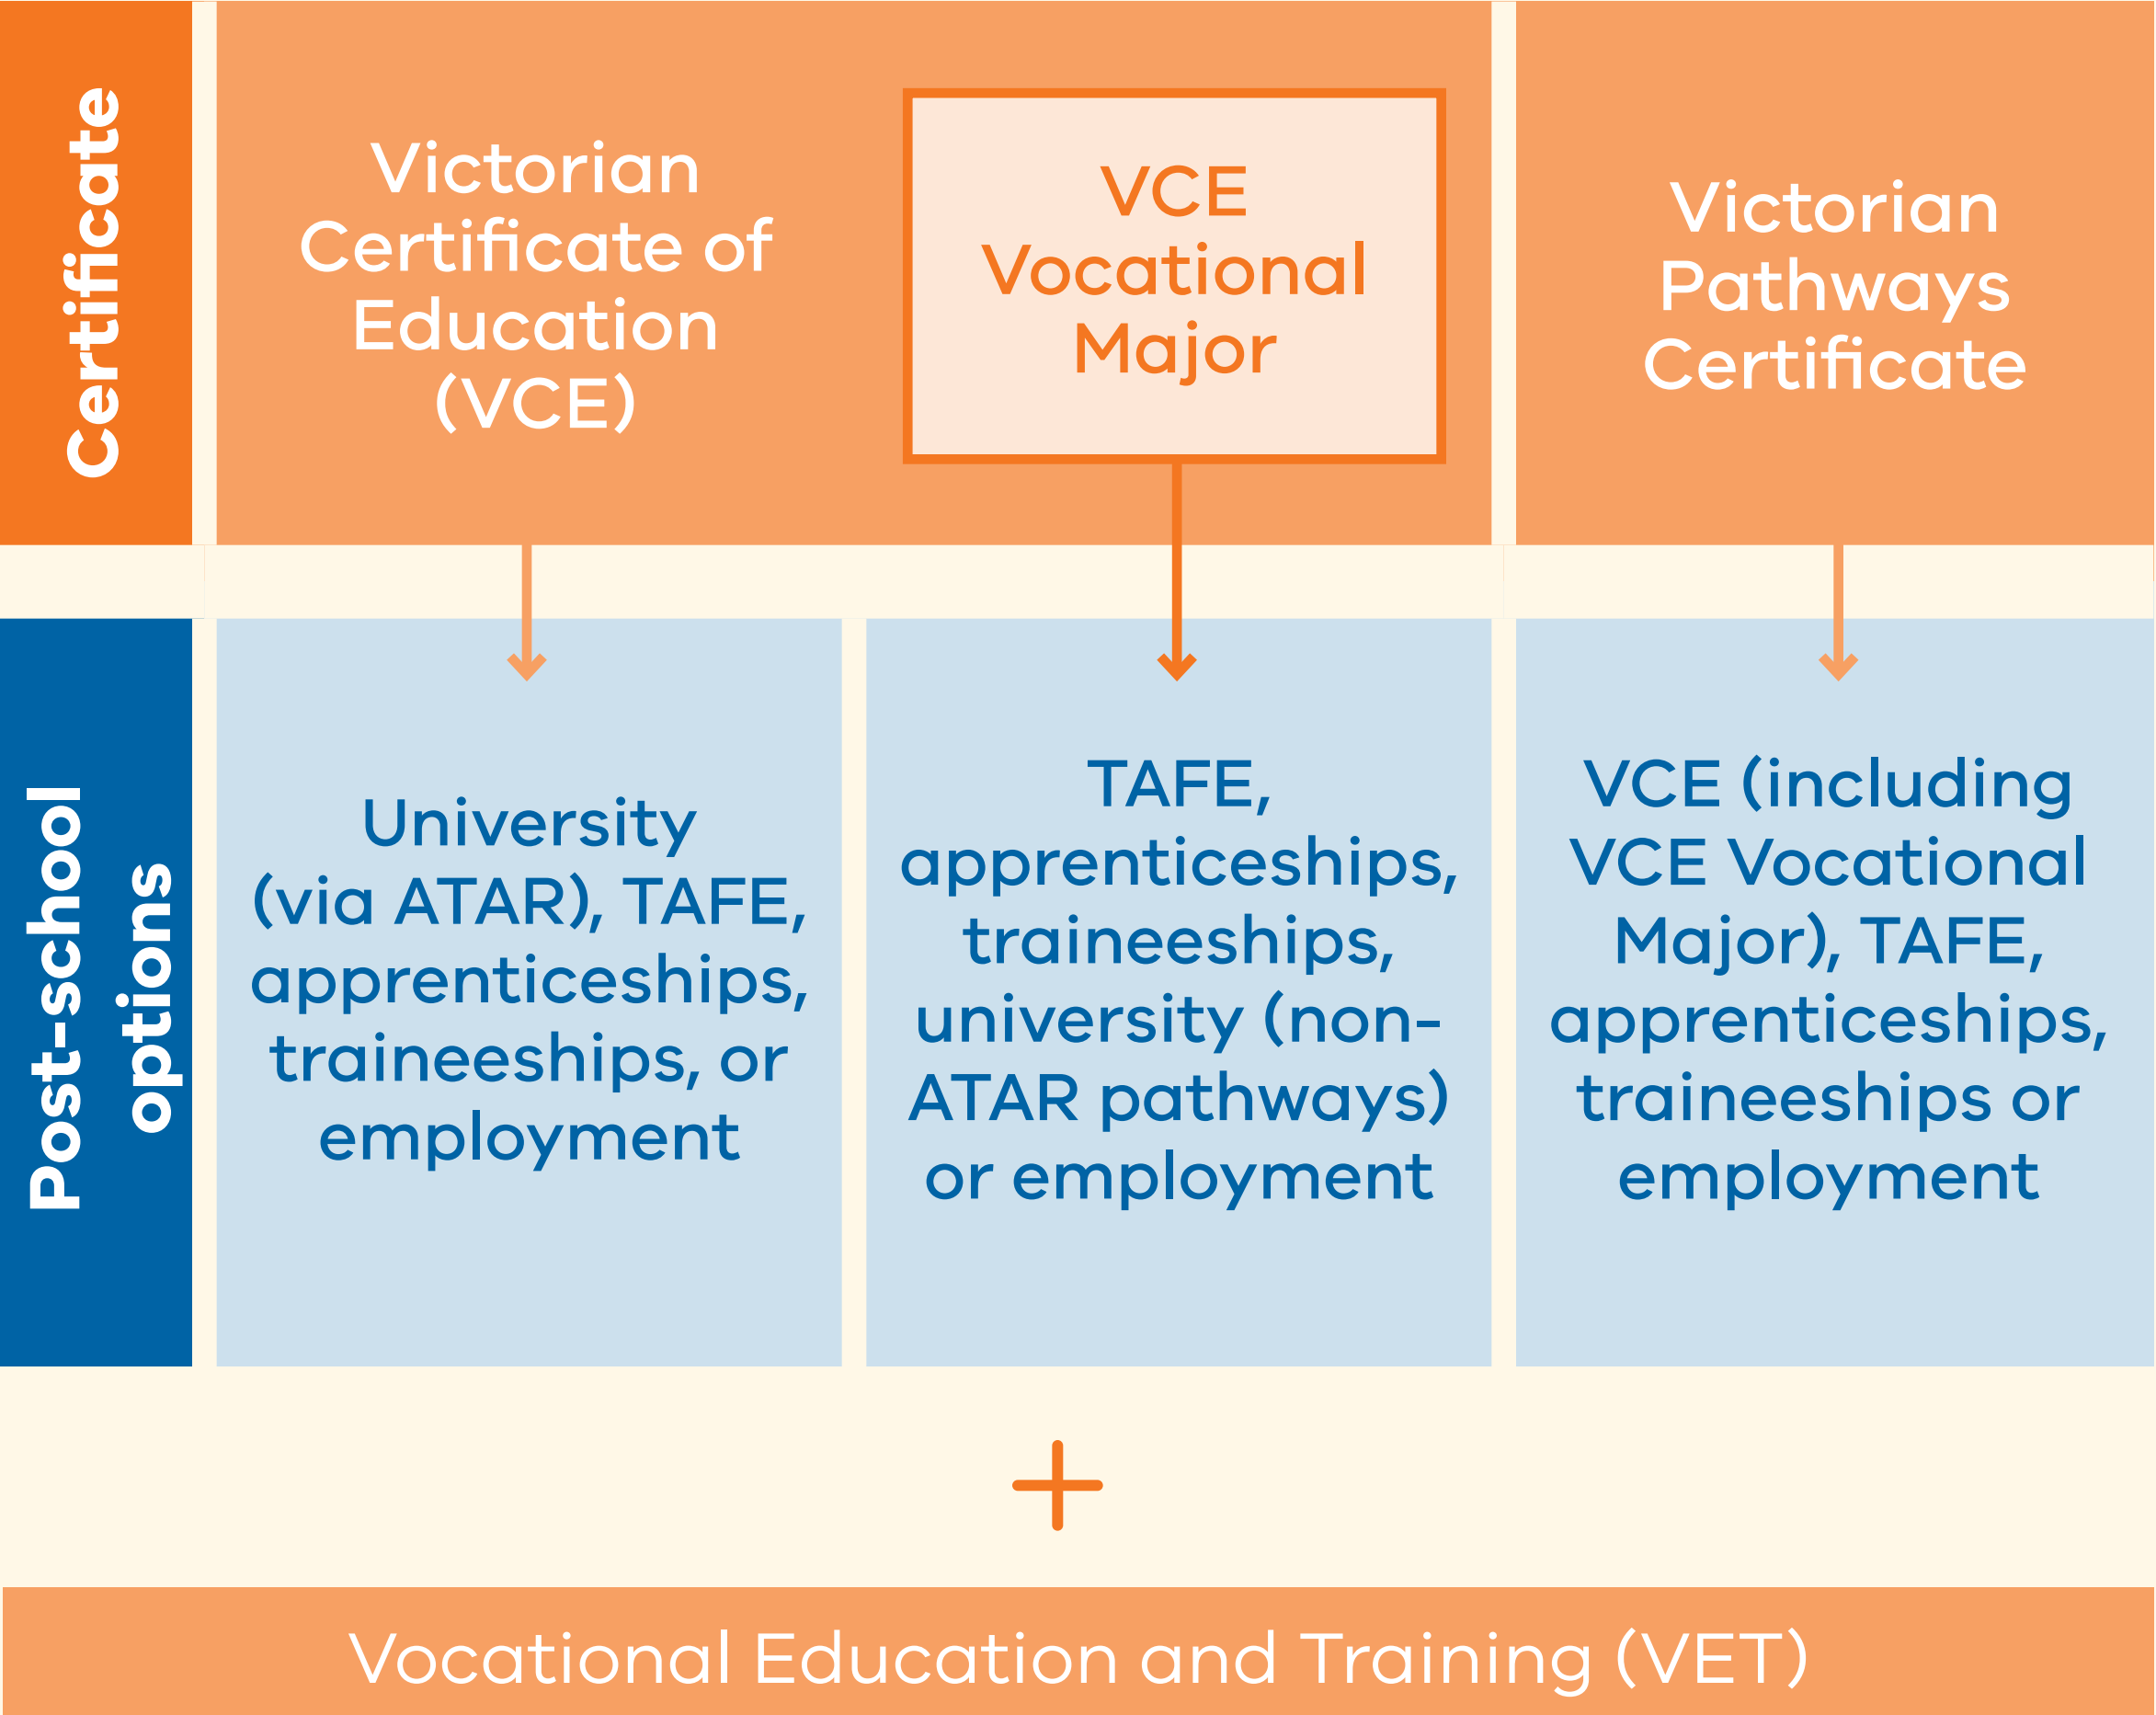 Certificate
Victorian
Certificate of
Education
(VCE)
VCE
Vocational
Major
Victorian
Pathways
Certificate
Post-school
options
University
(via ATAR), TAFE,
apprenticeships,
traineeships, or
employment
TAFE,
apprenticeships,
traineeships,
university (non-
ATAR pathways)
or employment
VCE (including
VCE Vocational
Major), TAFE,
apprenticeships,
traineeships or
employment
+
Vocational Education and Training (VET)